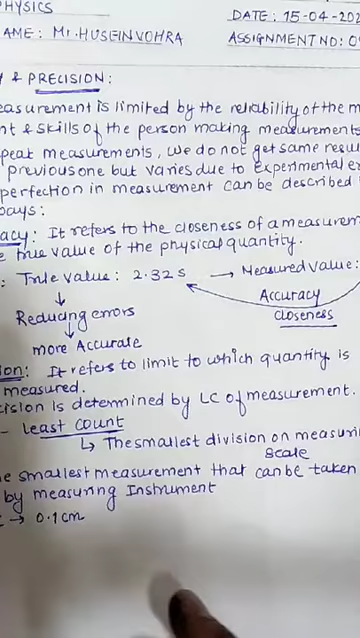 PHYSICS
DATE: 15-04-202
AME: Mr. HUSEINVOHRA
ASSIGNMENT NO: 0
Y & PRECISION:
easurement is limited by the reliability of the m
nt & skills of the person making measurements
peat measurements, we do not get same resu
previous one but varies due to experimental e
perfection in measurement can be described
ways:
acy: It refers to the closeness of a measurem
e true value of the physical quantity.
: True value: 2.32 s → Measured value:
Accuracy
closeness
Reducing errors
more Accurate
ion: It refers to limit to which quantity is
measured.
cision is determined by LC of measurement.
- Least count
↳ The smallest division on measuri
scale
he smallest measurement that can be taken
by measuring Instrument
→ 0.1cm